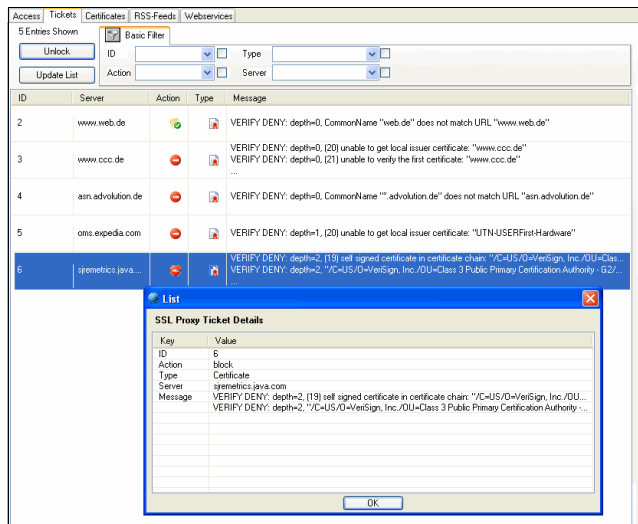 Access Tickets Certificates RSS-Feeds Webservices
5 Entries Shown
Basic Filter
Unlock
ID
Type
Update List
Action
Server
ID Server Action Type Message
2 www.web.de VERIFY DENY: depth=0, CommonName "web.de" does not match URL "www.web.de"
3 www.ccc.de VERIFY DENY: depth=0, (20) unable to get local issuer certificate: "www.ccc.de"
VERIFY DENY: depth=0, (21) unable to verify the first certificate: "www.ccc.de"
...
4 asn.advolution.de VERIFY DENY: depth=0, CommonName "*.advolution.de" does not match URL "asn.advolution.de"
5 oms.expedia.com VERIFY DENY: depth=1, (20) unable to get local issuer certificate: "UTN-USERFirst-Hardware"
6 sjremetrics.java.... VERIFY DENY: depth=2, (19) self signed certificate in certificate chain: "/C=US/O=VeriSign, Inc./OU=Clas...
VERIFY DENY: depth=2, "/C=US/O=VeriSign, Inc./OU=Class 3 Public Primary Certification Authority - G2/...
...
List
SSL Proxy Ticket Details
Key Value
ID 6
Action block
Type Certificate
Server sjremetrics.java.com
Message VERIFY DENY: depth=2, (19) self signed certificate in certificate chain: "/C=US/O=VeriSign, Inc./OU...
VERIFY DENY: depth=2, "/C=US/O=VeriSign, Inc./OU=Class 3 Public Primary Certification Authority -...
OK